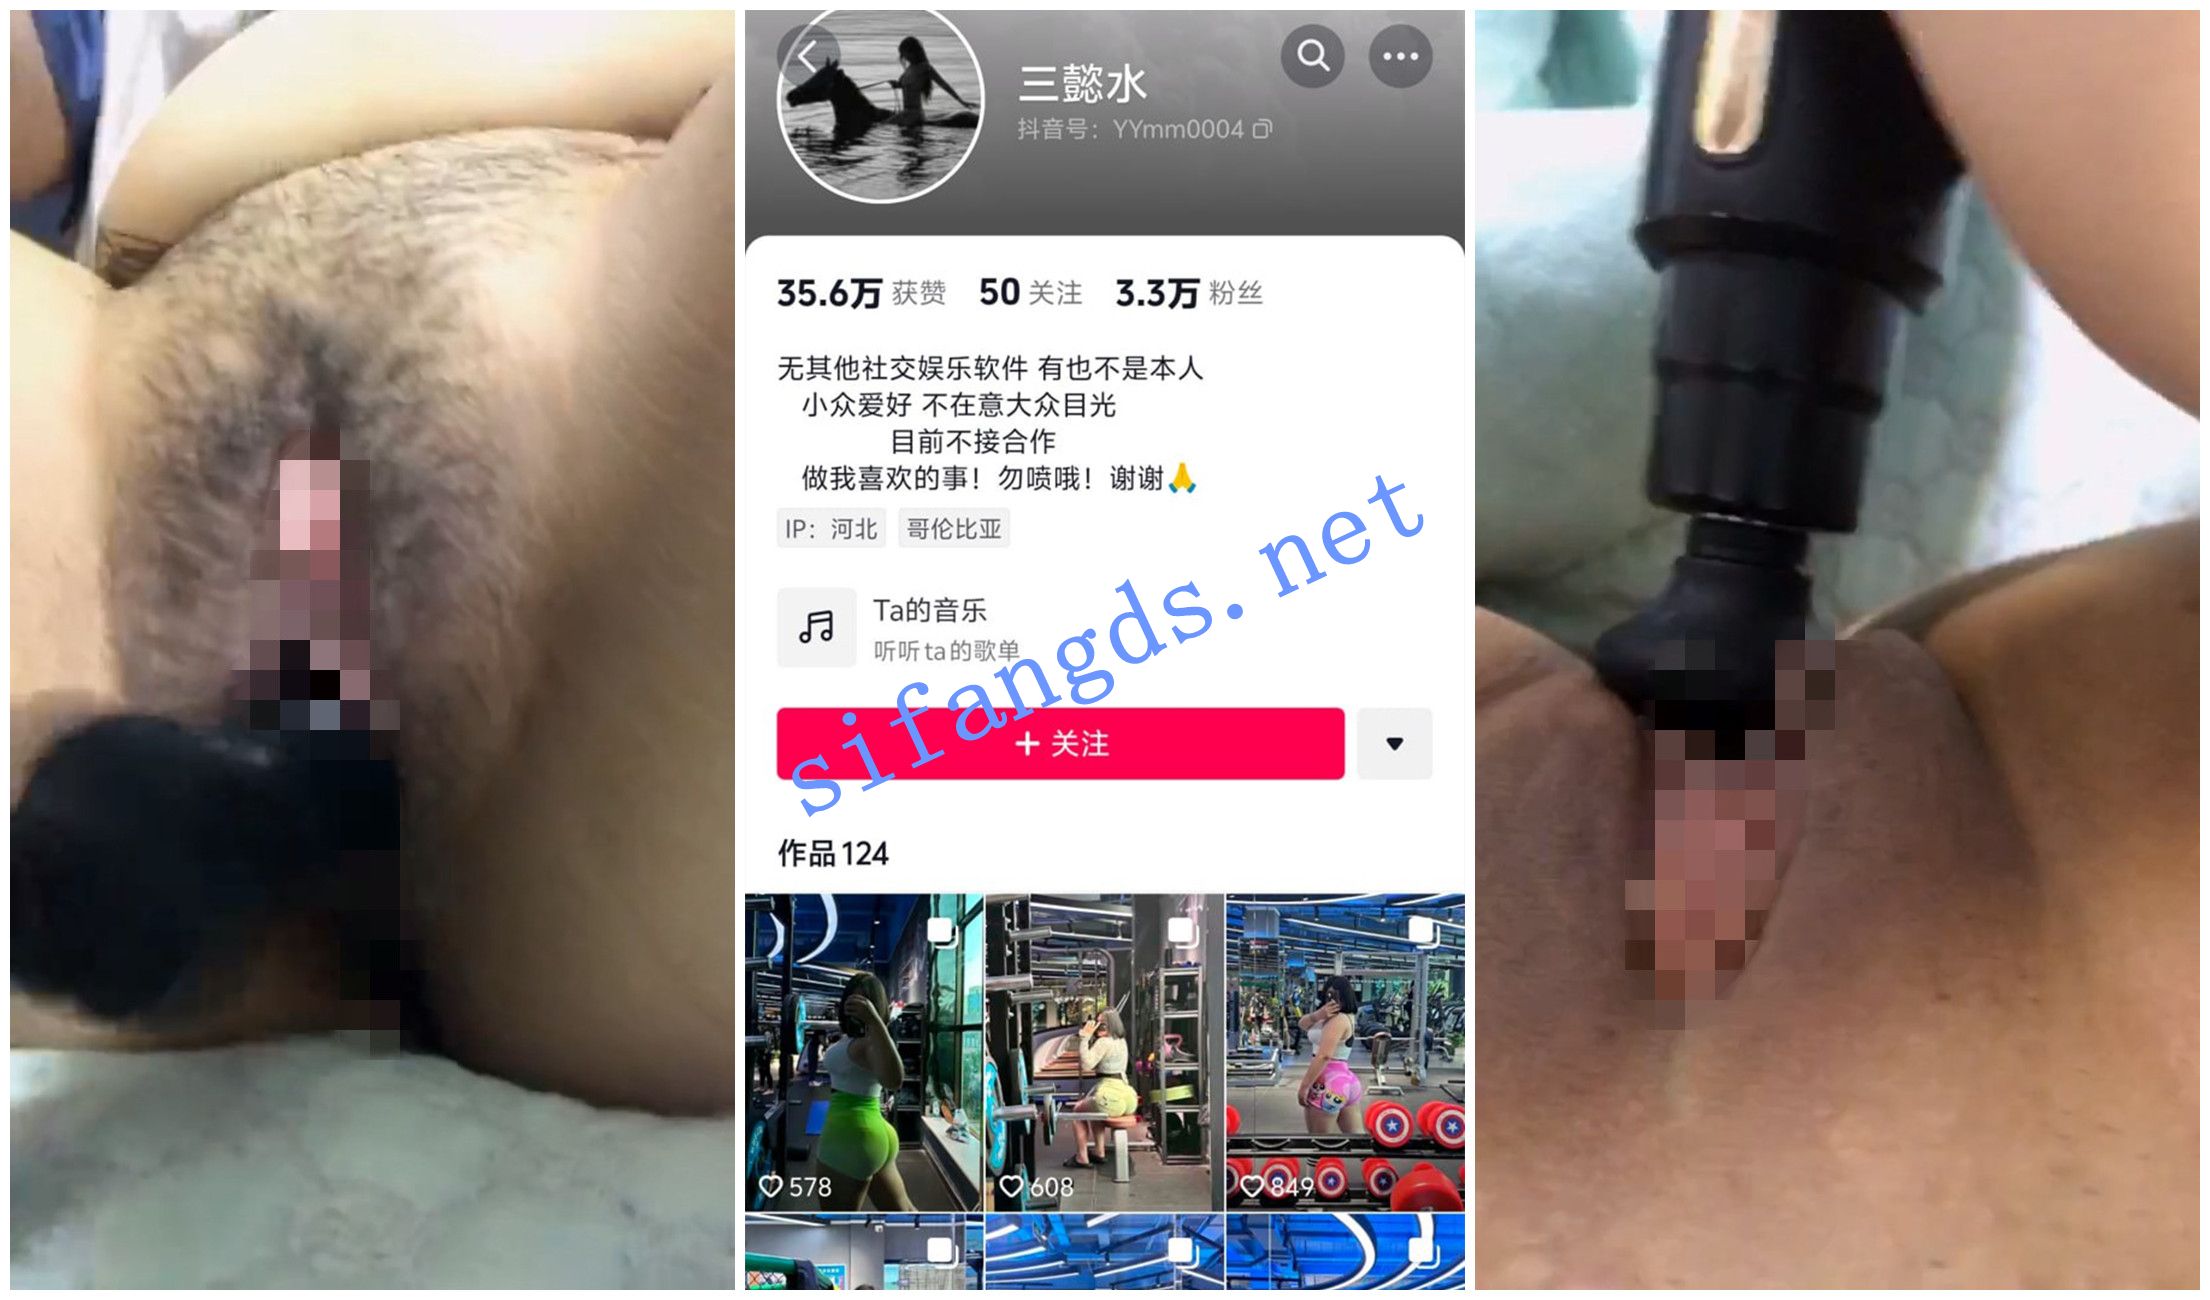 三懿水
抖音号：YYmm0004
35.6万 获赞 50 关注 3.3万 粉丝
无其他社交娱乐软件 有也不是本人
小众爱好 不在意大众目光
目前不接合作
做我喜欢的事！勿喷哦！谢谢🙏
IP：河北 哥伦比亚
Ta的音乐
听听ta的歌单
+ 关注
sifangds.net
作品 124
578 608 849